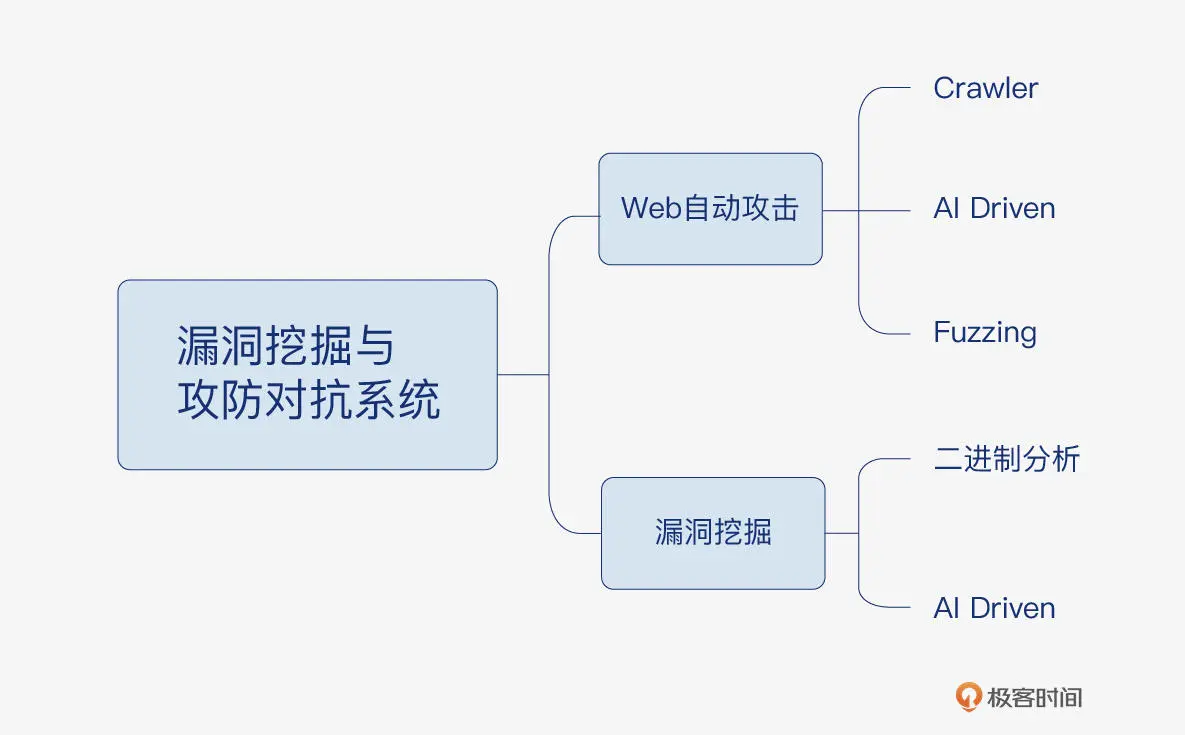 漏洞挖掘与
攻防对抗系统
Web自动攻击
Crawler
AI Driven
Fuzzing
漏洞挖掘
二进制分析
AI Driven
极客时间